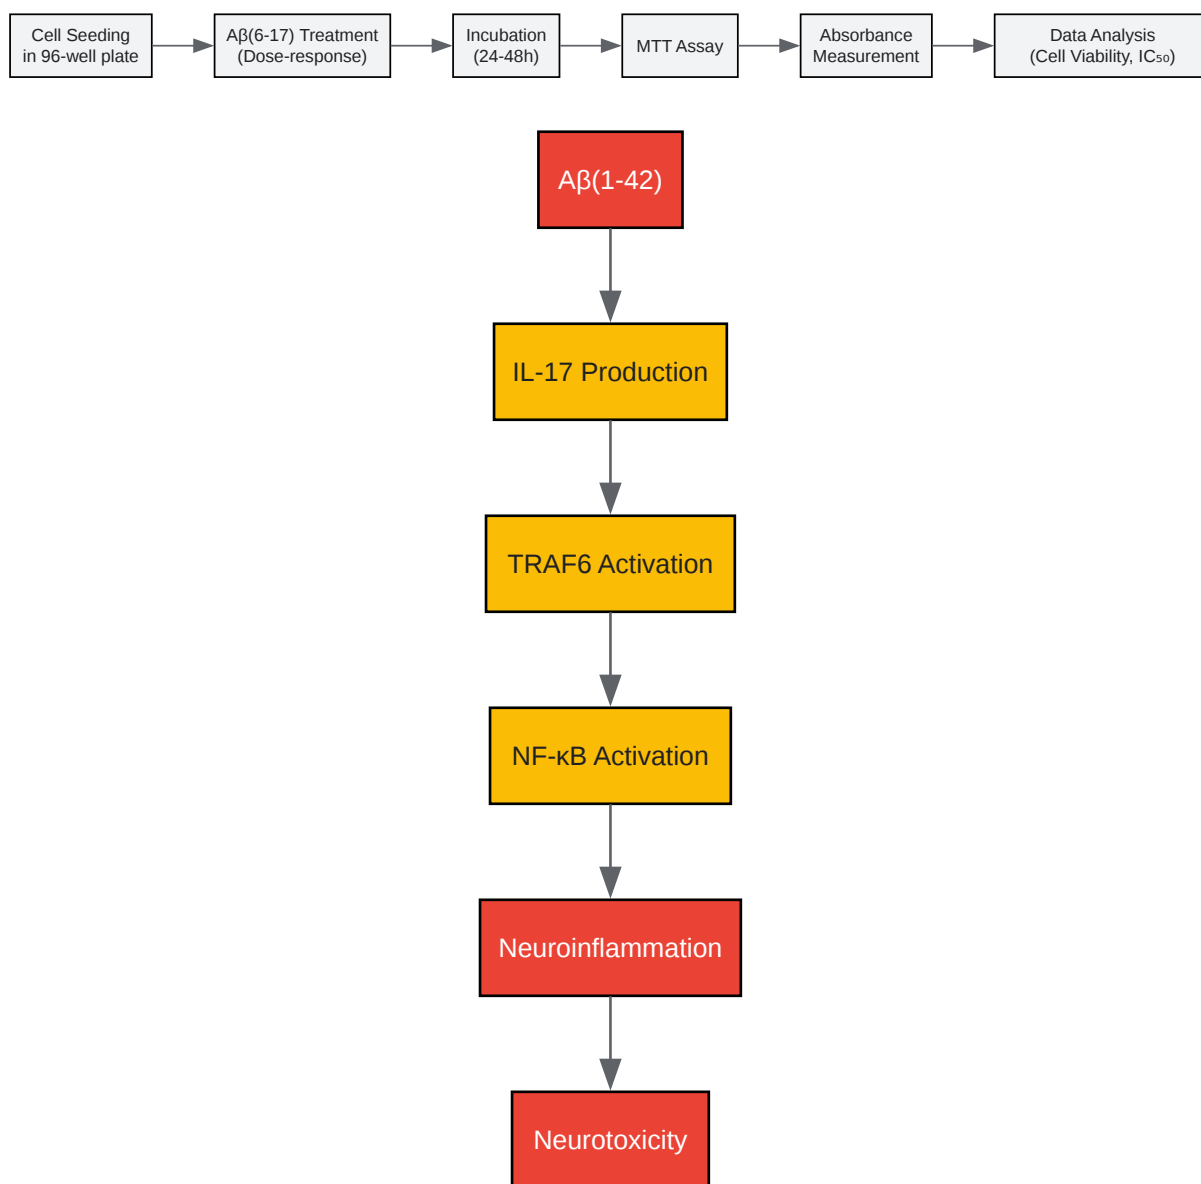 Cell Seeding
in 96-well plate
Aβ(6-17) Treatment
(Dose-response)
Incubation
(24-48h)
MTT Assay
Absorbance
Measurement
Data Analysis
(Cell Viability, IC₅₀)
Aβ(1-42)
IL-17 Production
TRAF6 Activation
NF-κB Activation
Neuroinflammation
Neurotoxicity